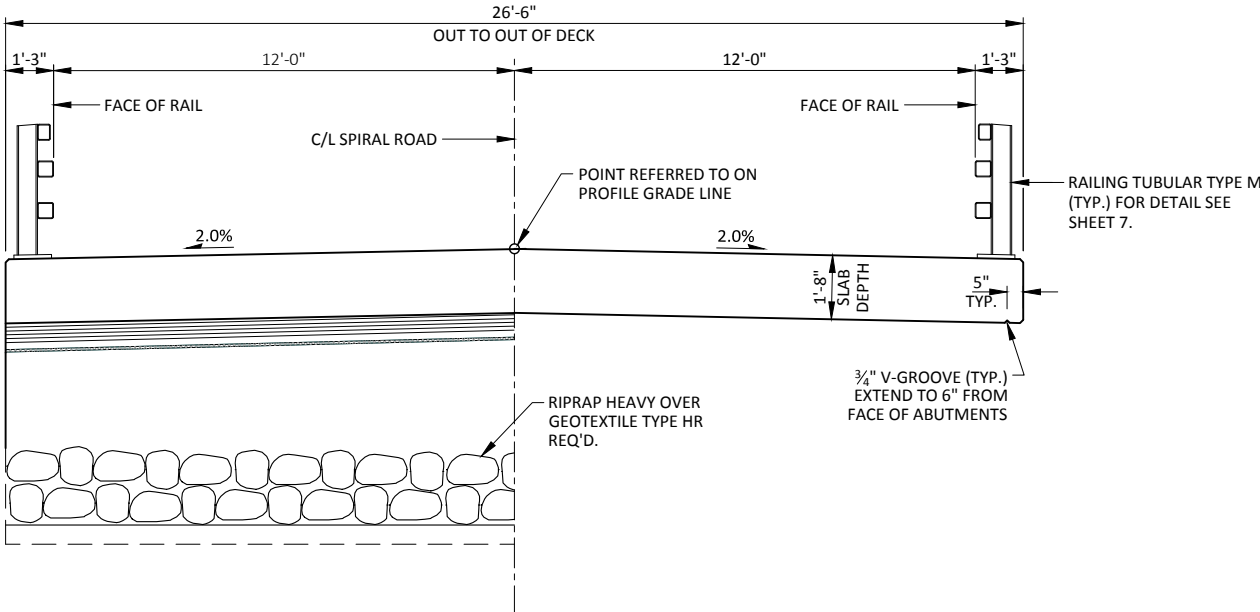 26'-6"
OUT TO OUT OF DECK
1'-3"
12'-0"
12'-0"
1'-3"
FACE OF RAIL
FACE OF RAIL
C/L SPIRAL ROAD
POINT REFERRED TO ON
PROFILE GRADE LINE
RAILING TUBULAR TYPE M
(TYP.) FOR DETAIL SEE
SHEET 7.
2.0%
2.0%
1'-8"
SLAB
DEPTH
5"
TYP.
¾" V-GROOVE (TYP.)
EXTEND TO 6" FROM
FACE OF ABUTMENTS
RIPRAP HEAVY OVER
GEOTEXTILE TYPE HR
REQ'D.